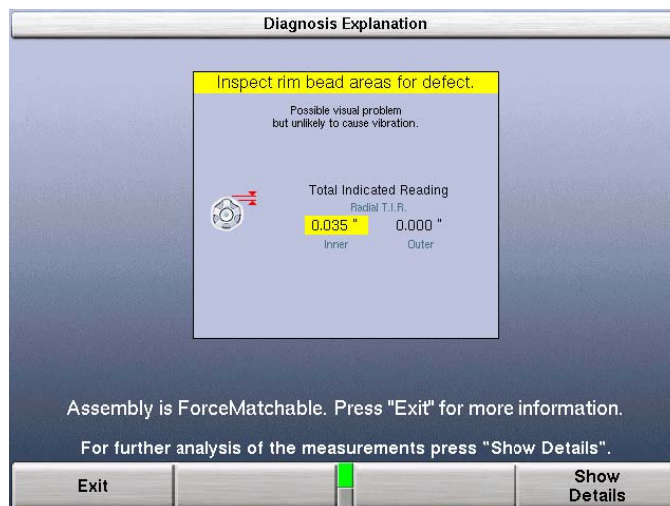 Diagnosis Explanation
Inspect rim bead areas for defect.
Possible visual problem
but unlikely to cause vibration.
Total Indicated Reading
Radial T.I.R.
0.035 " 0.000 "
Inner Outer
Assembly is ForceMatchable. Press "Exit" for more information.
For further analysis of the measurements press "Show Details".
Exit
Show
Details